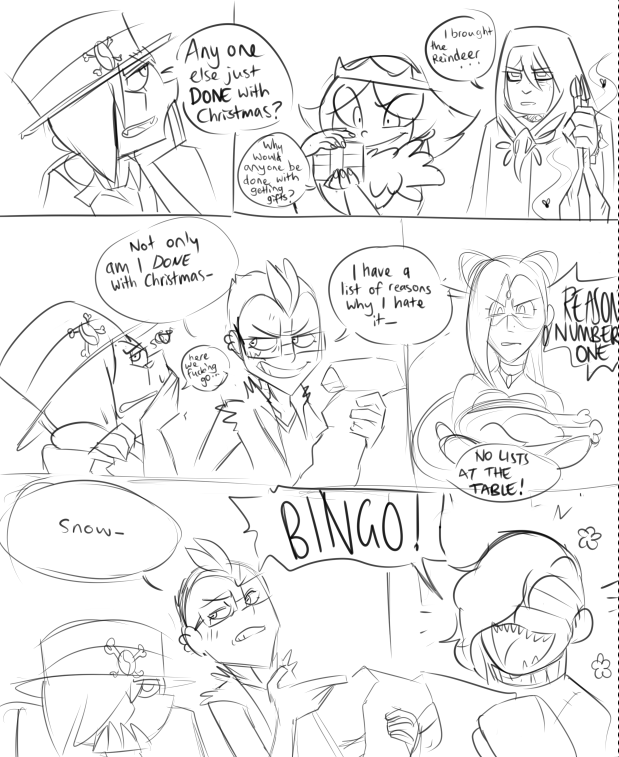 Any one
else just
DONE with
Christmas?
Why
would
anyone be
done with
getting
gifts?
I brought
the
Reindeer
...
Not only
am I DONE
with Christmas-
here
we
fucking
go...
I have a
list of reasons
why I hate
it-
REASON
NUMBER
ONE
NO LISTS
AT THE
TABLE!
Snow-
BINGO!